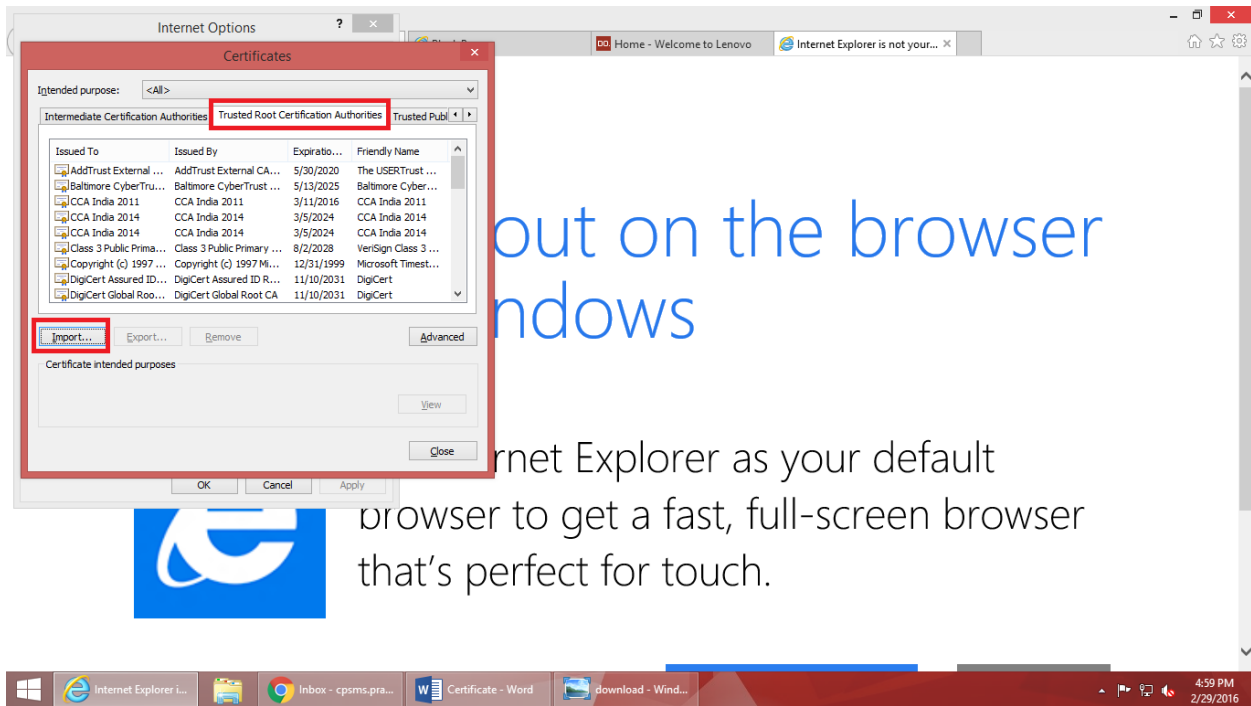 Internet Options
?
Home - Welcome to Lenovo
Internet Explorer is not your...
Certificates
Intended purpose:
<All>
Intermediate Certification Authorities
Trusted Root Certification Authorities
Trusted Publ
Issued To Issued By Expiratio... Friendly Name
AddTrust External ... AddTrust External CA... 5/30/2020 The USERTrust ...
Baltimore CyberTru... Baltimore CyberTrust ... 5/13/2025 Baltimore Cyber...
CCA India 2011 CCA India 2011 3/11/2016 CCA India 2011
CCA India 2014 CCA India 2014 3/5/2024 CCA India 2014
CCA India 2014 CCA India 2014 3/5/2024 CCA India 2014
Class 3 Public Prima... Class 3 Public Primary ... 8/2/2028 VeriSign Class 3 ...
Copyright (c) 1997 ... Copyright (c) 1997 Mi... 12/31/1999 Microsoft Timest...
DigiCert Assured ID... DigiCert Assured ID R... 11/10/2031 DigiCert
DigiCert Global Roo... DigiCert Global Root CA 11/10/2031 DigiCert
Import...
Export...
Remove
Advanced
Certificate intended purposes
View
Close
OK
Cancel
Apply
out on the browser
ndows
rnet Explorer as your default
browser to get a fast, full-screen browser
that's perfect for touch.
Internet Explorer i...
Inbox - cpsms.pra...
Certificate - Word
download - Wind...
4:59 PM
2/29/2016